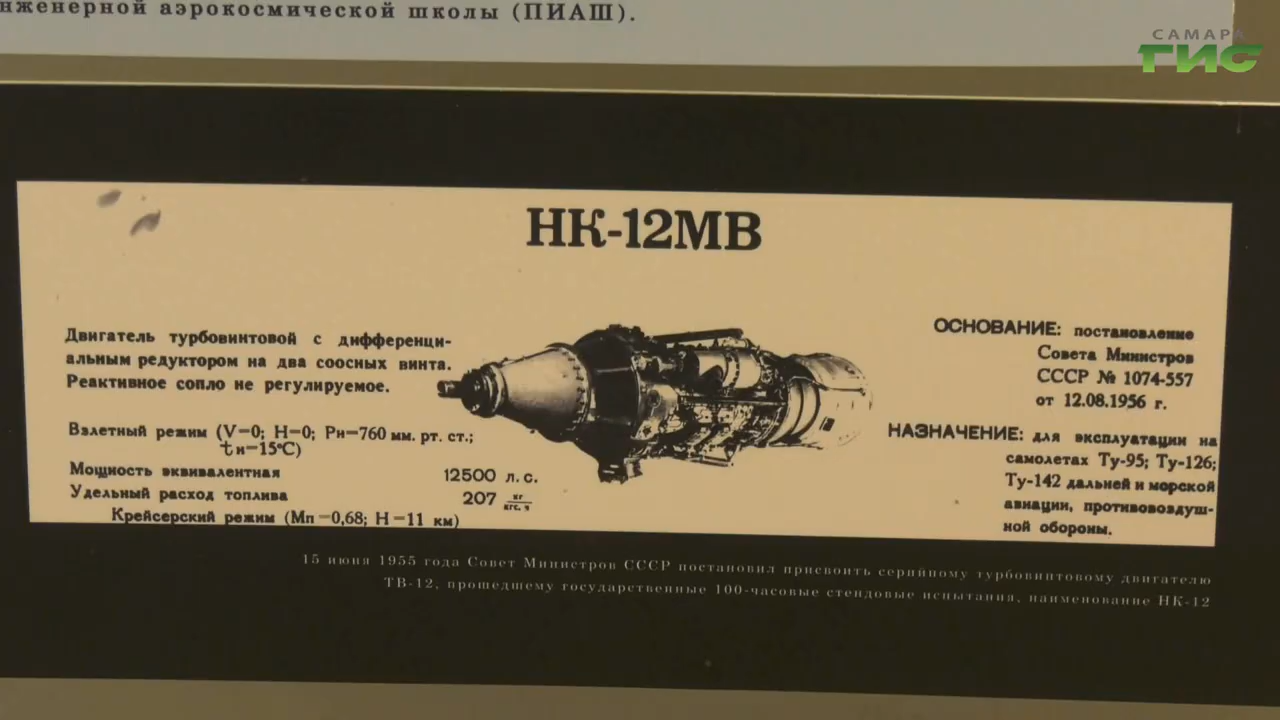 нженерной аэрокосмической школы (ПИАШ).
САМАРА
ГИС
НК-12МВ
Двигатель турбовинтовой с дифференци-
альным редуктором на два соосных винта.
Реактивное сопло не регулируемое.
Взлетный режим (V=0; H=0; Рн=760 мм. рт. ст.;
tн=15°С)
Мощность эквивалентная 12500 л. с.
Удельный расход топлива 207 кг/кгс. ч
Крейсерский режим (Мп=0,68; Н=11 км)
ОСНОВАНИЕ: постановление
Совета Министров
СССР № 1074-557
от 12.08.1956 г.
НАЗНАЧЕНИЕ: для эксплуатации на
самолетах Ту-95; Ту-126;
Ту-142 дальней и морской
авиации, противовоздуш-
ной обороны.
15 июня 1955 года Совет Министров СССР постановил присвоить серийному турбовинтовому двигателю
ТВ-12, прошедшему государственные 100-часовые стендовые испытания, наименование НК-12